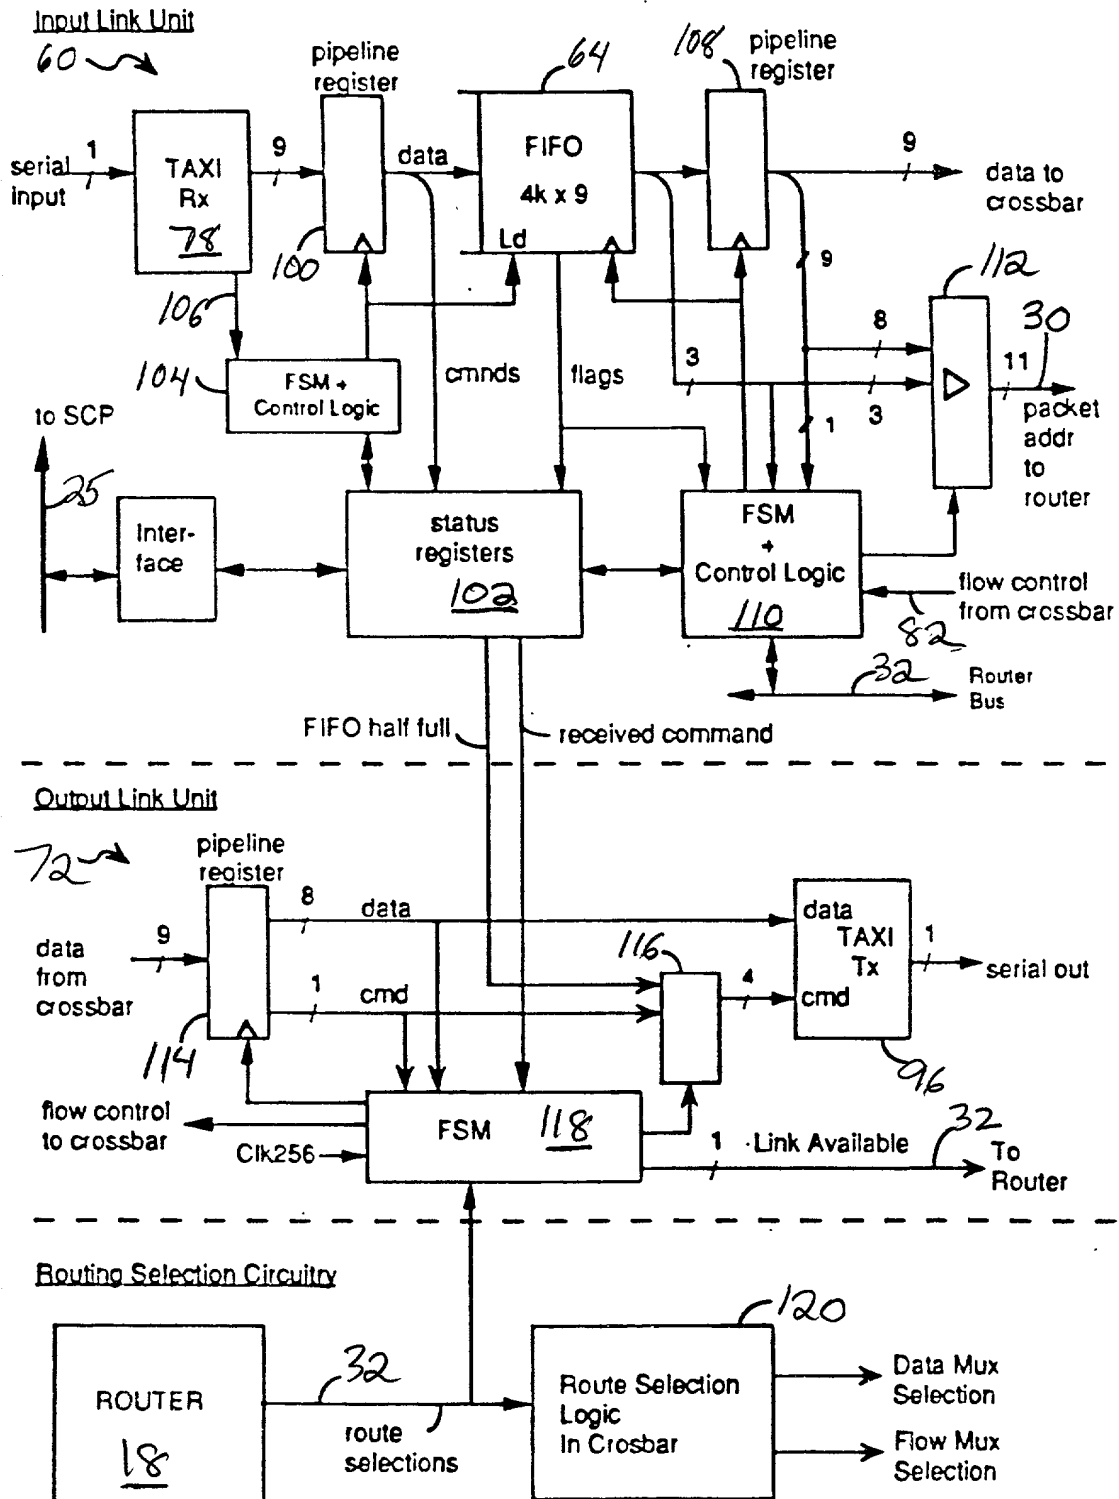 Input Link Unit
60
pipeline
register
64
108
pipeline
register
serial
input
1
TAXI
Rx
78
9
data
FIFO
4k x 9
Ld
9
data to
crossbar
100
106
9
112
8
30
11
3
3
1
104
FSM +
Control Logic
cmnds
flags
packet
addr
to
router
to SCP
25
Inter-
face
status
registers
102
FSM
+
Control Logic
110
flow control
from crossbar
82
32
Router
Bus
FIFO half full
received command
Output Link Unit
72
pipeline
register
8
data
data
TAXI
Tx
cmd
1
serial out
9
data
from
crossbar
1
cmd
116
4
114
96
flow control
to crossbar
Clk256
FSM
118
1
Link Available
32
To
Router
Routing Selection Circuitry
120
ROUTER
18
32
route
selections
Route Selection
Logic
In Crosbar
Data Mux
Selection
Flow Mux
Selection